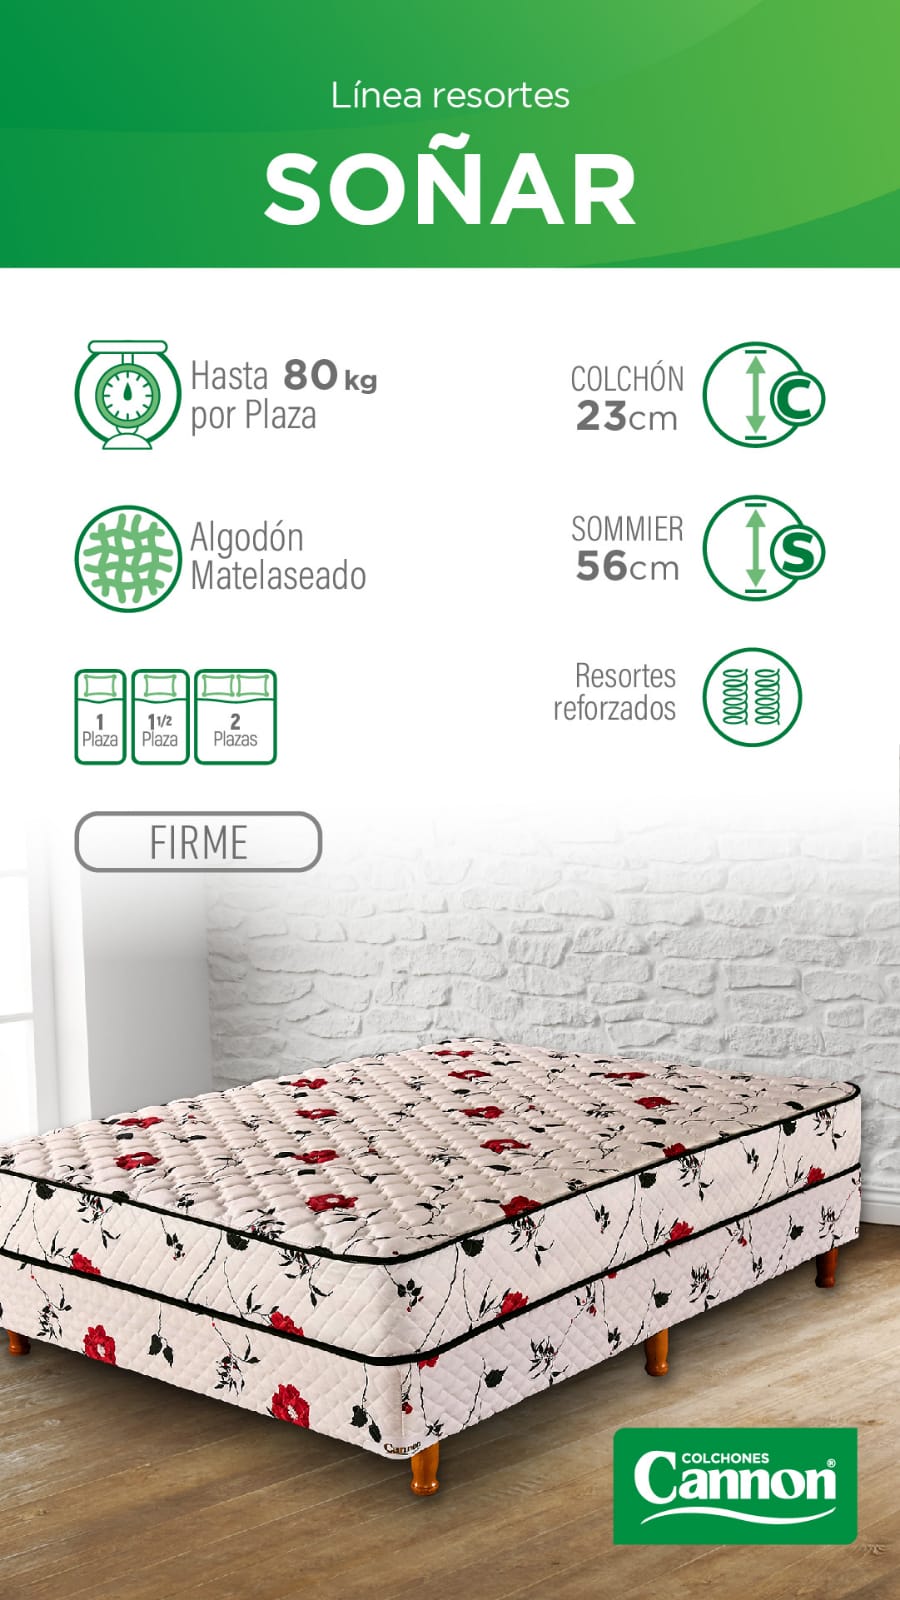 Línea resortes
SOÑAR
Hasta 80 kg
por Plaza
COLCHÓN
23cm
C
Algodón
Matelaseado
SOMMIER
56cm
S
1
Plaza
1 1/2
Plaza
2
Plazas
Resortes
reforzados
FIRME
Cannon
COLCHONES
Cannon®